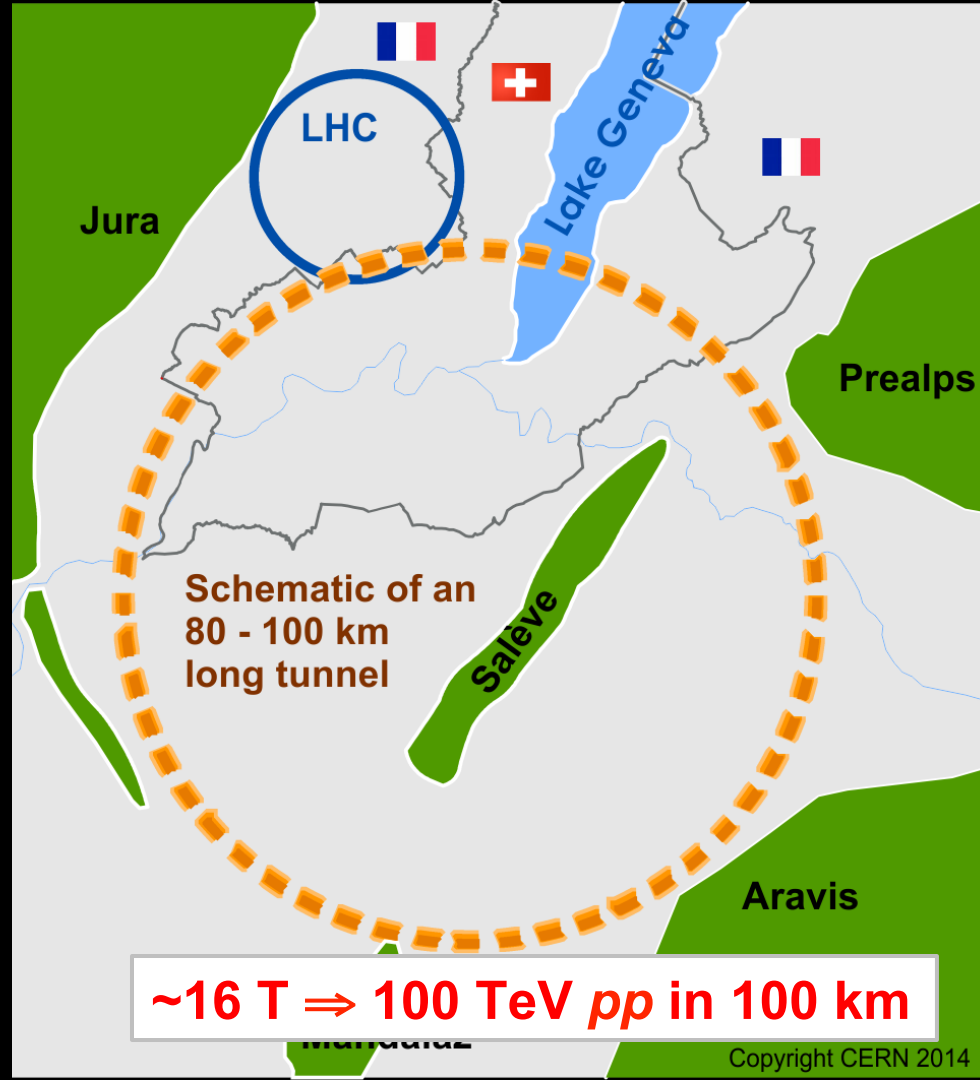 LHC
Lake Geneva
Jura
Prealps
Schematic of an
80 - 100 km
long tunnel
Salève
Aravis
~16 T ⇒ 100 TeV pp in 100 km
Copyright CERN 2014